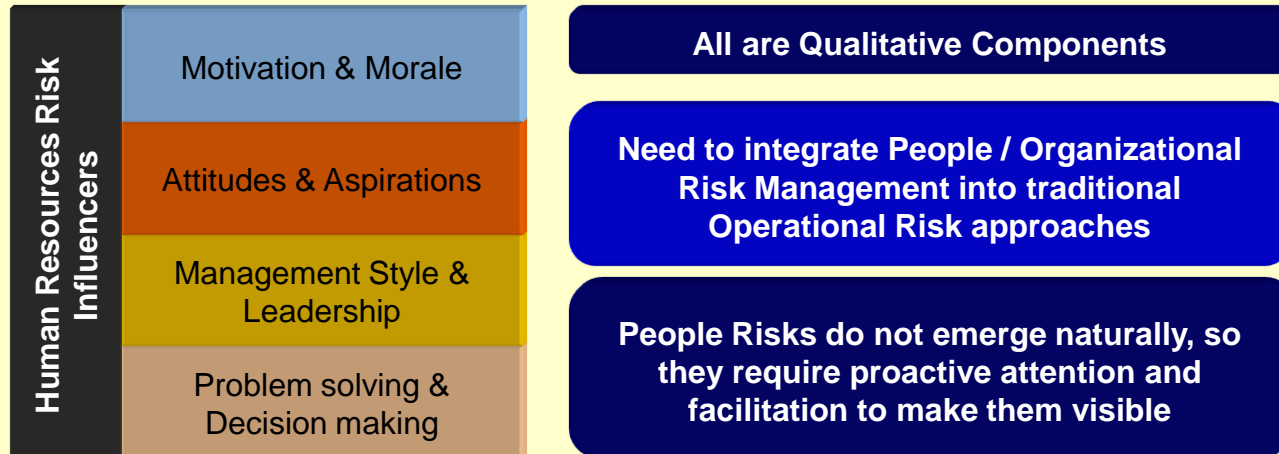 Human Resources Risk
Influencers
Motivation & Morale
Attitudes & Aspirations
Management Style &
Leadership
Problem solving &
Decision making
All are Qualitative Components
Need to integrate People / Organizational
Risk Management into traditional
Operational Risk approaches
People Risks do not emerge naturally, so
they require proactive attention and
facilitation to make them visible